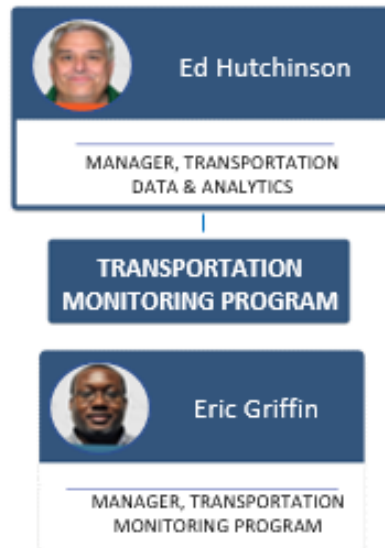 Ed Hutchinson
MANAGER, TRANSPORTATION
DATA & ANALYTICS
TRANSPORTATION
MONITORING PROGRAM
Eric Griffin
MANAGER, TRANSPORTATION
MONITORING PROGRAM